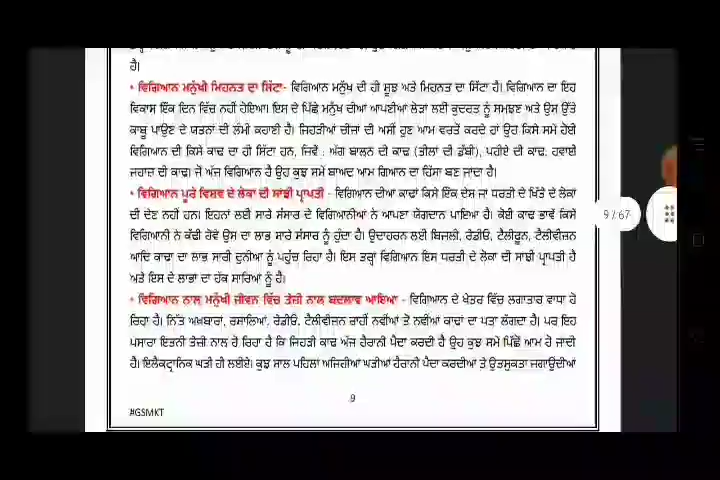 ਹੈ।
• ਵਿਗਿਆਨ ਮਨੁੱਖੀ ਮਿਹਨਤ ਦਾ ਸਿੱਟਾ- ਵਿਗਿਆਨ ਮਨੁੱਖ ਦੀ ਹੀ ਸੂਝ ਅਤੇ ਮਿਹਨਤ ਦਾ ਸਿੱਟਾ ਹੈ। ਵਿਗਿਆਨ ਦਾ ਇਹ
ਵਿਕਾਸ ਇੱਕ ਦਿਨ ਵਿੱਚ ਨਹੀਂ ਹੋਇਆ। ਇਸ ਦੇ ਪਿੱਛੇ ਮਨੁੱਖ ਦੀਆਂ ਆਪਣੀਆਂ ਲੋੜਾਂ ਲਈ ਕੁਦਰਤ ਨੂੰ ਸਮਝਣ ਅਤੇ ਉਸ ਉੱਤੇ
ਕਾਬੂ ਪਾਉਣ ਦੇ ਯਤਨਾਂ ਦੀ ਲੰਮੀ ਕਹਾਣੀ ਹੈ। ਜਿਹੜੀਆਂ ਚੀਜ਼ਾਂ ਦੀ ਅਸੀਂ ਹੁਣ ਆਮ ਵਰਤੋਂ ਕਰਦੇ ਹਾਂ ਉਹ ਕਿਸੇ ਸਮੇਂ ਹੋਈ
ਵਿਗਿਆਨ ਦੀ ਕਿਸੇ ਕਾਢ ਦਾ ਹੀ ਸਿੱਟਾ ਹਨ, ਜਿਵੇਂ : ਅੱਗ ਬਾਲਨ ਦੀ ਕਾਢ (ਤੀਲਾਂ ਦੀ ਡੱਬੀ), ਪਹੀਏ ਦੀ ਕਾਢ; ਹਵਾਈ
ਜਹਾਜ਼ ਦੀ ਕਾਢ। ਜੋ ਅੱਜ ਵਿਗਿਆਨ ਹੈ ਉਹ ਕੁਝ ਸਮੇਂ ਬਾਅਦ ਆਮ ਗਿਆਨ ਦਾ ਹਿੱਸਾ ਬਣ ਜਾਂਦਾ ਹੈ।
• ਵਿਗਿਆਨ ਪੂਰੇ ਵਿਸ਼ਵ ਦੇ ਲੋਕਾਂ ਦੀ ਸਾਂਝੀ ਪ੍ਰਾਪਤੀ - ਵਿਗਿਆਨ ਦੀਆਂ ਕਾਢਾਂ ਕਿਸੇ ਇੱਕ ਦੇਸ਼ ਜਾਂ ਧਰਤੀ ਦੇ ਖਿੱਤੇ ਦੇ ਲੋਕਾਂ
ਦੀ ਦੇਣ ਨਹੀਂ ਹਨ। ਇਹਨਾਂ ਲਈ ਸਾਰੇ ਸੰਸਾਰ ਦੇ ਵਿਗਿਆਨੀਆਂ ਨੇ ਆਪਣਾ ਯੋਗਦਾਨ ਪਾਇਆ ਹੈ। ਕੋਈ ਕਾਢ ਭਾਵੇਂ ਕਿਸੇ
ਵਿਗਿਆਨੀ ਨੇ ਕੱਢੀ ਹੋਵੇ ਉਸ ਦਾ ਲਾਭ ਸਾਰੇ ਸੰਸਾਰ ਨੂੰ ਹੁੰਦਾ ਹੈ। ਉਦਾਹਰਨ ਲਈ ਬਿਜਲੀ, ਰੇਡੀਓ, ਟੈਲੀਫੂਨ, ਟੈਲੀਵੀਜ਼ਨ
ਆਦਿ ਕਾਢਾਂ ਦਾ ਲਾਭ ਸਾਰੀ ਦੁਨੀਆਂ ਨੂੰ ਪਹੁੰਚ ਰਿਹਾ ਹੈ। ਇਸ ਤਰ੍ਹਾਂ ਵਿਗਿਆਨ ਇਸ ਧਰਤੀ ਦੇ ਲੋਕਾਂ ਦੀ ਸਾਂਝੀ ਪ੍ਰਾਪਤੀ ਹੈ
ਅਤੇ ਇਸ ਦੇ ਲਾਭਾਂ ਦਾ ਹੱਕ ਸਾਰਿਆਂ ਨੂੰ ਹੈ।
• ਵਿਗਿਆਨ ਨਾਲ ਮਨੁੱਖੀ ਜੀਵਨ ਵਿੱਚ ਤੇਜ਼ੀ ਨਾਲ ਬਦਲਾਵ ਆਇਆ - ਵਿਗਿਆਨ ਦੇ ਖੇਤਰ ਵਿੱਚ ਲਗਾਤਾਰ ਵਾਧਾ ਹੋ
ਰਿਹਾ ਹੈ। ਨਿੱਤ ਅਖ਼ਬਾਰਾਂ, ਰਸਾਲਿਆਂ, ਰੇਡੀਓ, ਟੈਲੀਵੀਜ਼ਨ ਰਾਹੀਂ ਨਵੀਂਆਂ ਤੋਂ ਨਵੀਂਆਂ ਕਾਢਾਂ ਦਾ ਪਤਾ ਲੱਗਦਾ ਹੈ। ਪਰ ਇਹ
ਪਸਾਰਾ ਇਤਨੀ ਤੇਜ਼ੀ ਨਾਲ ਹੋ ਰਿਹਾ ਹੈ ਕਿ ਜਿਹੜੀ ਕਾਢ ਅੱਜ ਹੈਰਾਨੀ ਪੈਦਾ ਕਰਦੀ ਹੈ ਉਹ ਕੁਝ ਸਮੇਂ ਪਿੱਛੋਂ ਆਮ ਹੋ ਜਾਂਦੀ
ਹੈ। ਇਲੈਕਟ੍ਰਾਨਿਕ ਘੜੀ ਹੀ ਲਈਏ। ਕੁਝ ਸਾਲ ਪਹਿਲਾਂ ਅਜਿਹੀਆਂ ਘੜੀਆਂ ਹੈਰਾਨੀ ਪੈਦਾ ਕਰਦੀਆਂ ਤੇ ਉਤਸੁਕਤਾ ਜਗਾਉਂਦੀਆਂ
9
#GSMKT
9 / 67